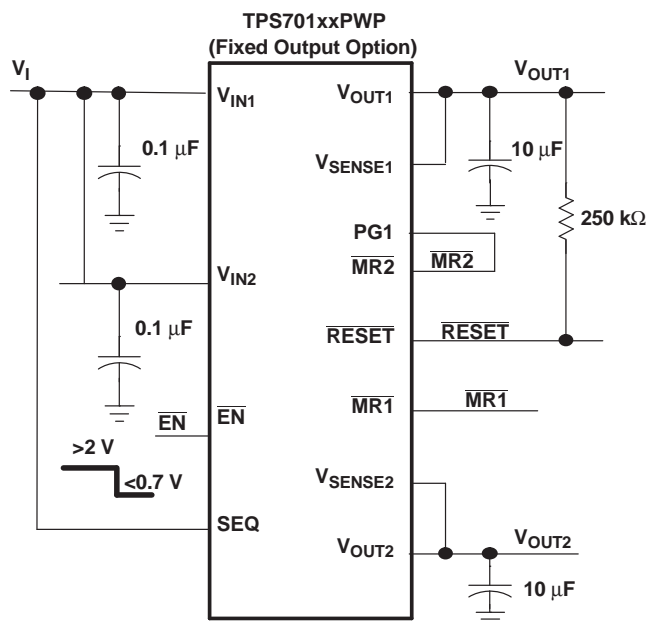 TPS701xxPWP
(Fixed Output Option)
VI
VIN1
VOUT1
VOUT1
0.1 μF
10 μF
VSENSE1
250 kΩ
PG1
MR2
MR2
VIN2
0.1 μF
RESET
RESET
EN
EN
MR1
MR1
>2 V
<0.7 V
VSENSE2
SEQ
VOUT2
VOUT2
10 μF